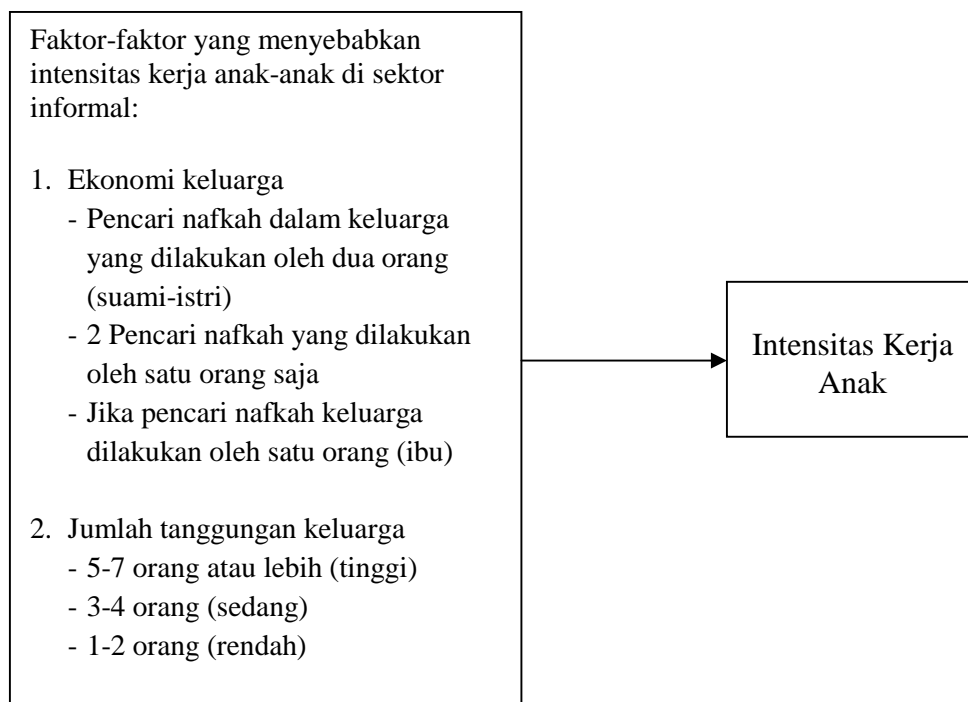 Faktor-faktor yang menyebabkan
intensitas kerja anak-anak di sektor
informal:
1. Ekonomi keluarga
- Pencari nafkah dalam keluarga
yang dilakukan oleh dua orang
(suami-istri)
- 2 Pencari nafkah yang dilakukan
oleh satu orang saja
- Jika pencari nafkah keluarga
dilakukan oleh satu orang (ibu)
2. Jumlah tanggungan keluarga
- 5-7 orang atau lebih (tinggi)
- 3-4 orang (sedang)
- 1-2 orang (rendah)
Intensitas Kerja
Anak